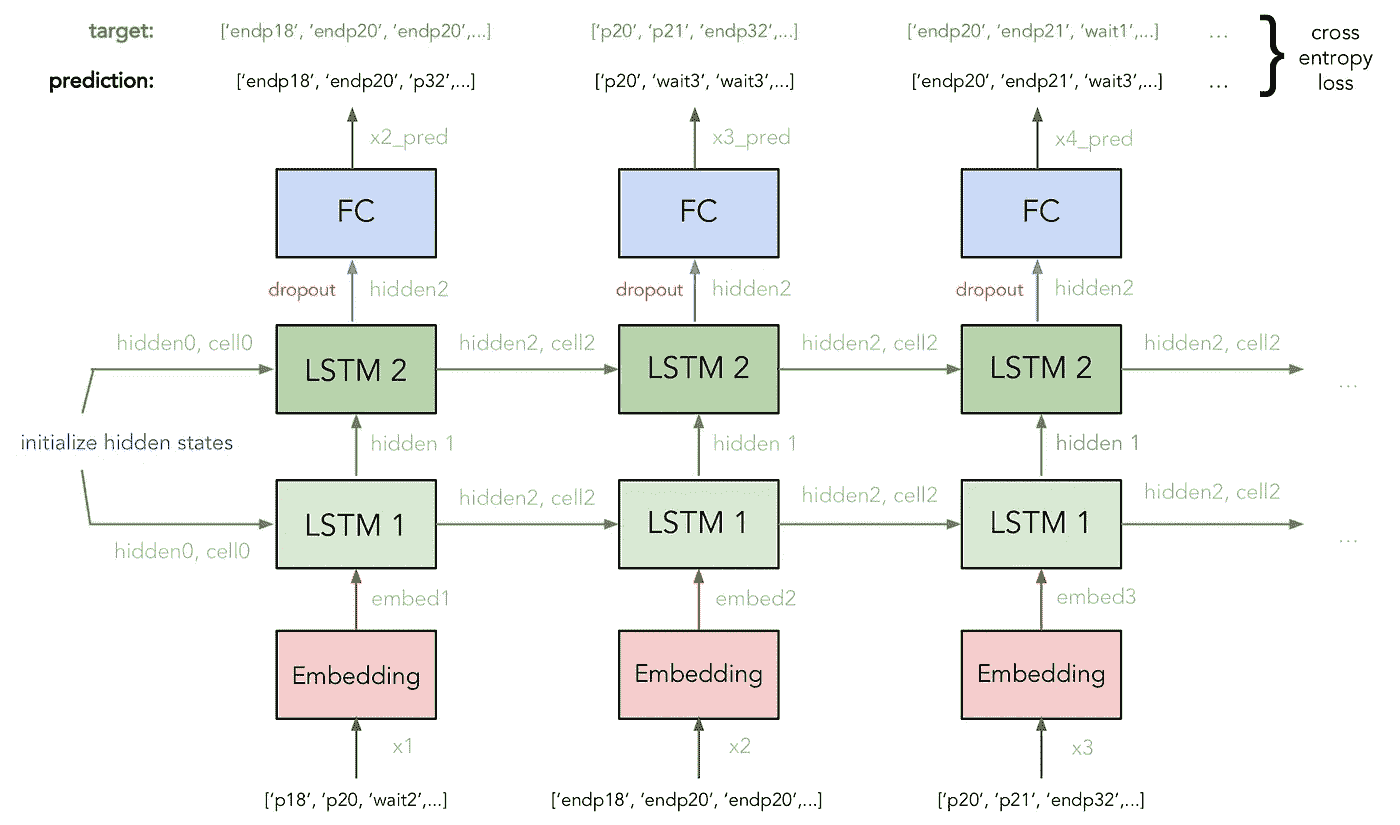 target: ['endp18', 'endp20', 'endp20',...] ['p20', 'p21', 'endp32',...] ['endp20', 'endp21', 'wait1',...] ...
prediction: ['endp18', 'endp20', 'p32',...] ['p20', 'wait3', 'wait3',...] ['endp20', 'endp21', 'wait3',...] ...
} cross
entropy
loss
x2_pred x3_pred x4_pred
FC FC FC
dropout hidden2 dropout hidden2 dropout hidden2
hidden0, cell0 hidden2, cell2 hidden2, cell2 hidden2, cell2
LSTM 2 LSTM 2 LSTM 2 ...
initialize hidden states hidden 1 hidden 1 hidden 1
hidden2, cell2 hidden2, cell2 hidden2, cell2
LSTM 1 LSTM 1 LSTM 1 ...
hidden0, cell0
embed1 embed2 embed3
Embedding Embedding Embedding
x1 x2 x3
['p18', 'p20, 'wait2',...] ['endp18', 'endp20', 'endp20',...] ['p20', 'p21', 'endp32',...]